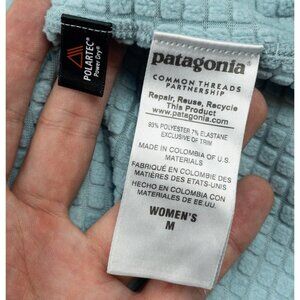 POLARTEC®
Power Dry®
patagonia®
COMMON THREADS
PARTNERSHIP
Repair, Reuse, Recycle
This Product
www.patagonia.com
93% POLYESTER 7% ELASTANE
EXCLUSIVE OF TRIM
MADE IN COLOMBIA OF U.S.
MATERIALS
FABRIQUÉ EN COLOMBIE DE
MATIÈRES DES ETATS-UNIS
HECHO EN COLOMBIA CON
MATERIALES DE EE.UU.
WOMEN'S
M